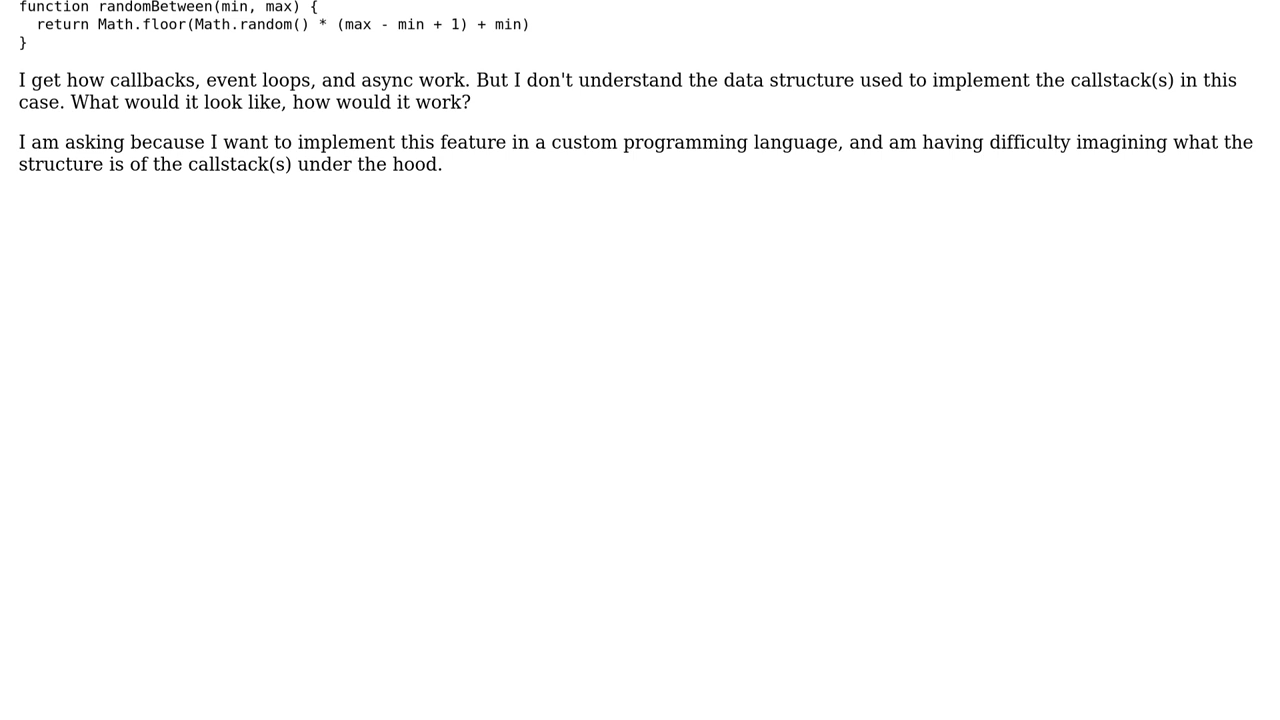 function randomBetween(min, max) {
  return Math.floor(Math.random() * (max - min + 1) + min)
}
I get how callbacks, event loops, and async work. But I don't understand the data structure used to implement the callstack(s) in this
case. What would it look like, how would it work?
I am asking because I want to implement this feature in a custom programming language, and am having difficulty imagining what the
structure is of the callstack(s) under the hood.